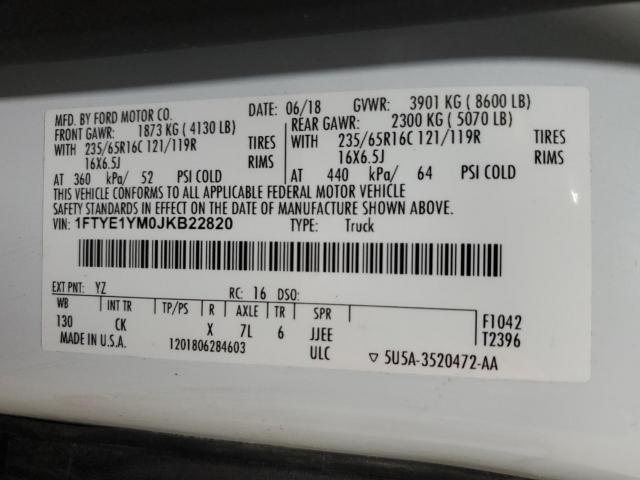 MFD. BY FORD MOTOR CO. DATE: 06/18 GVWR: 3901 KG ( 8600 LB)
FRONT GAWR: 1873 KG ( 4130 LB) REAR GAWR: 2300 KG ( 5070 LB)
WITH 235/65R16C 121/119R TIRES WITH 235/65R16C 121/119R TIRES
16X6.5J RIMS 16X6.5J RIMS
AT 360 kPa/ 52 PSI COLD AT 440 kPa/ 64 PSI COLD
THIS VEHICLE CONFORMS TO ALL APPLICABLE FEDERAL MOTOR VEHICLE
SAFETY STANDARDS IN EFFECT ON THE DATE OF MANUFACTURE SHOWN ABOVE.
VIN: 1FTYE1YM0JKB22820 TYPE: Truck
EXT PNT: YZ RC: 16 DSO:
WB INT TR TP/PS R AXLE TR SPR
130 CK X 7L 6 JJEE
F1042
T2396
MADE IN U.S.A. 1201806284603 ULC 5U5A-3520472-AA